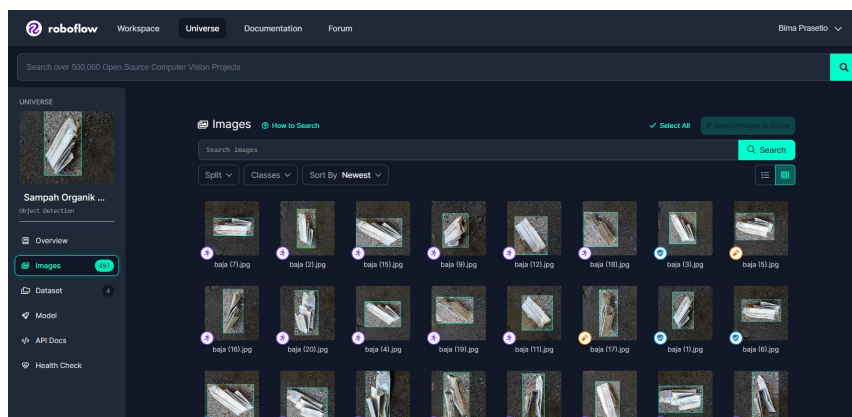 roboflow Workspace Universe Documentation Forum Bima Prasetio
Search over 500,000 Open Source Computer Vision Projects
UNIVERSE
Sampah Organik ...
Object Detection
Overview
Images 497
Dataset 4
Model
API Docs
Health Check
Images How to Search Select All Select Images to Clone
Search images Search
Split Classes Sort By Newest
baja (7).jpg baja (2).jpg baja (15).jpg baja (9).jpg baja (12).jpg baja (18).jpg baja (3).jpg baja (5).jpg
baja (16).jpg baja (20).jpg baja (4).jpg baja (19).jpg baja (11).jpg baja (17).jpg baja (1).jpg baja (6).jpg